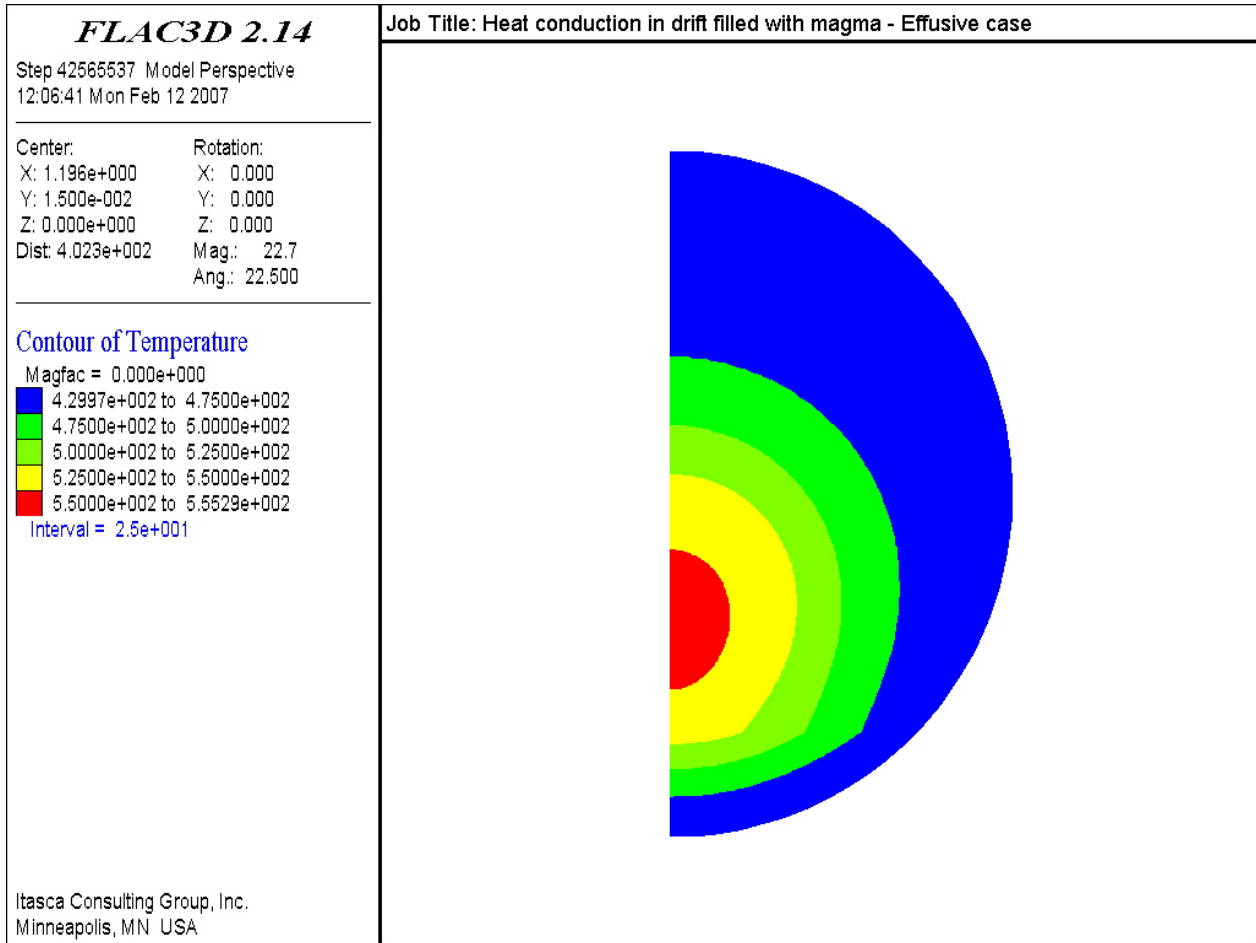 FLAC3D 2.14
Step 42565537 Model Perspective
12:06:41 Mon Feb 12 2007
Center:
X: 1.196e+000
Y: 1.500e-002
Z: 0.000e+000
Dist: 4.023e+002
Rotation:
X: 0.000
Y: 0.000
Z: 0.000
Mag.: 22.7
Ang.: 22.500
Contour of Temperature
Magfac = 0.000e+000
4.2997e+002 to 4.7500e+002
4.7500e+002 to 5.0000e+002
5.0000e+002 to 5.2500e+002
5.2500e+002 to 5.5000e+002
5.5000e+002 to 5.5529e+002
Interval = 2.5e+001
Itasca Consulting Group, Inc.
Minneapolis, MN USA
Job Title: Heat conduction in drift filled with magma - Effusive case